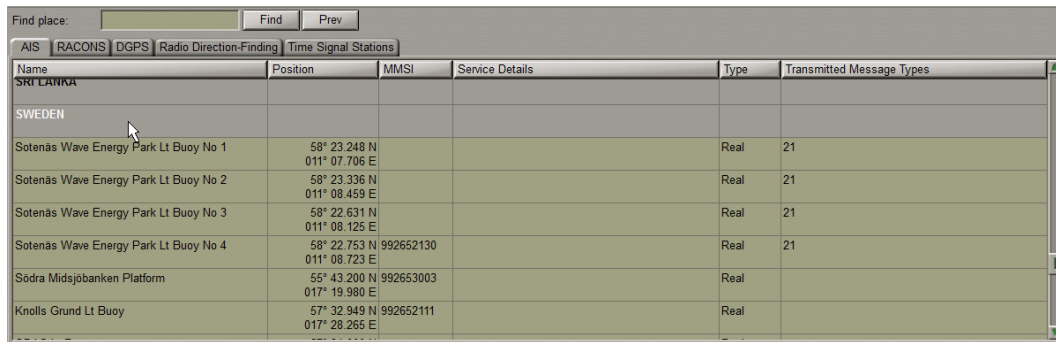 Find place: Find Prev
AIS RACONS DGPS Radio Direction-Finding Time Signal Stations
Name Position MMSI Service Details Type Transmitted Message Types
SRI LANKA
SWEDEN
Sotenäs Wave Energy Park Lt Buoy No 1 58° 23.248 N Real 21
011° 07.706 E
Sotenäs Wave Energy Park Lt Buoy No 2 58° 23.336 N Real 21
011° 08.459 E
Sotenäs Wave Energy Park Lt Buoy No 3 58° 22.631 N Real 21
011° 08.125 E
Sotenäs Wave Energy Park Lt Buoy No 4 58° 22.753 N 992652130 Real 21
011° 08.723 E
Södra Midsjöbanken Platform 55° 43.200 N 992653003 Real
017° 19.980 E
Knolls Grund Lt Buoy 57° 32.949 N 992652111 Real
017° 28.265 E